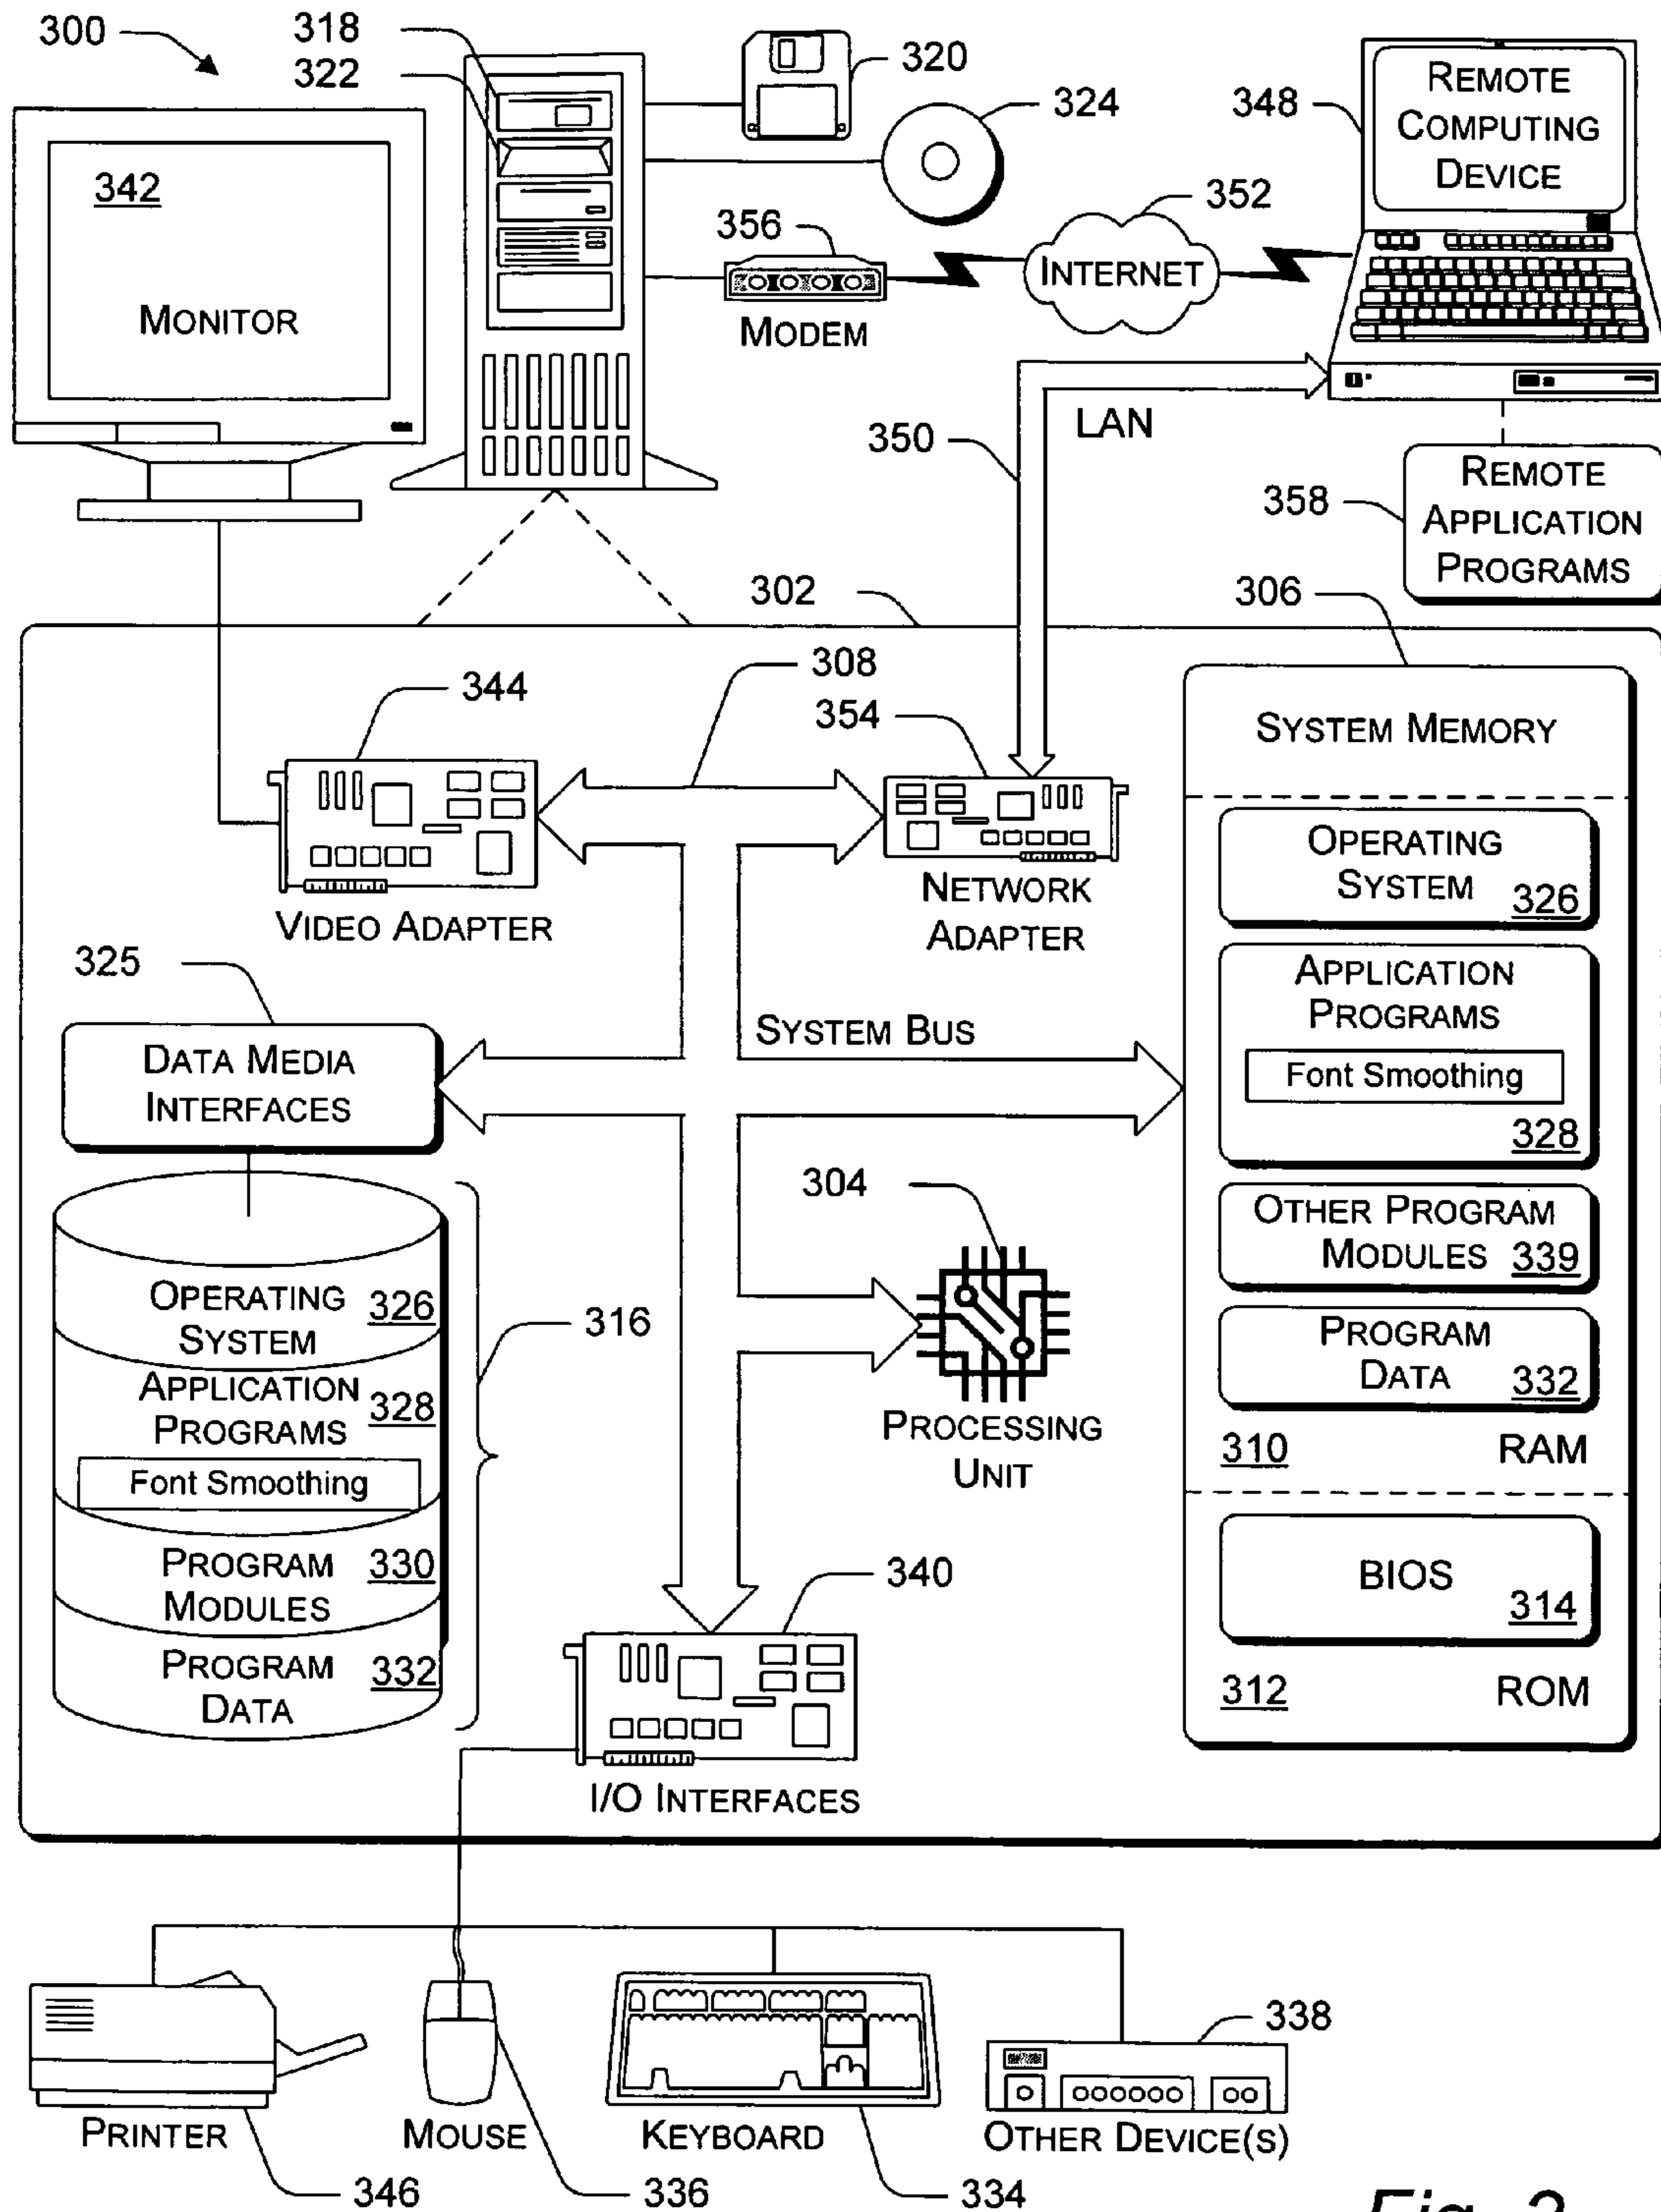 300
318
322
320
324
348
REMOTE
COMPUTING
DEVICE
342
MONITOR
356
MODEM
352
INTERNET
LAN
350
358
REMOTE
APPLICATION
PROGRAMS
302
306
308
344
354
VIDEO ADAPTER
NETWORK
ADAPTER
SYSTEM MEMORY
OPERATING
SYSTEM 326
APPLICATION
PROGRAMS
Font Smoothing
328
OTHER PROGRAM
MODULES 339
PROGRAM
DATA 332
310 RAM
BIOS
314
312 ROM
325
DATA MEDIA
INTERFACES
SYSTEM BUS
304
PROCESSING
UNIT
OPERATING
SYSTEM 326
316
APPLICATION
PROGRAMS 328
Font Smoothing
PROGRAM
MODULES 330
PROGRAM
DATA 332
340
I/O INTERFACES
PRINTER
346
MOUSE
336
KEYBOARD
334
338
OTHER DEVICE(S)